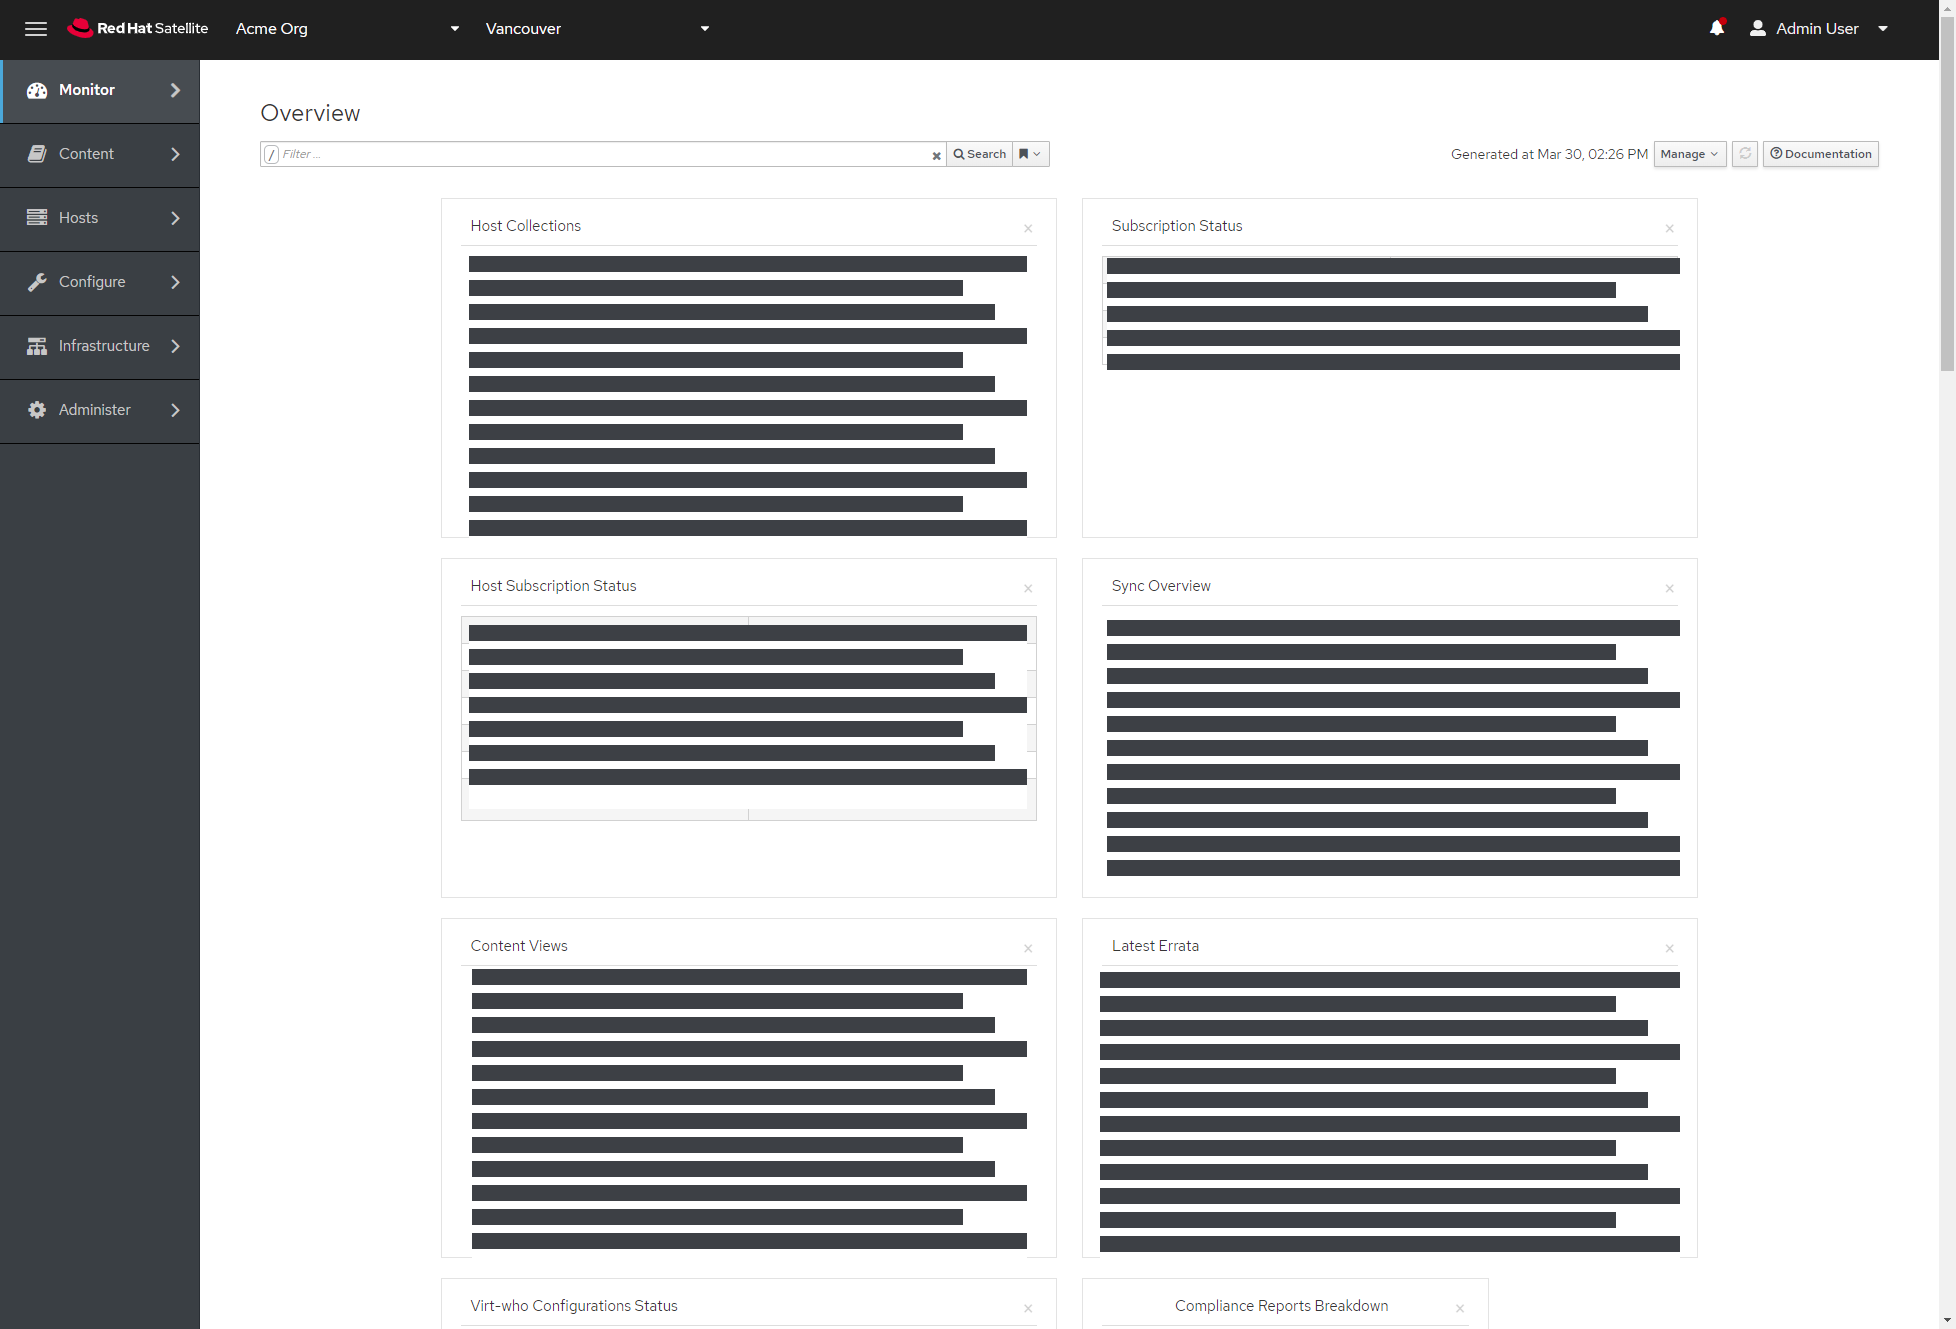 Red Hat Satellite Acme Org Vancouver Admin User
Monitor
Content
Hosts
Configure
Infrastructure
Administer
Overview
/ Filter ... Search Generated at Mar 30, 02:26 PM Manage Documentation
Host Collections
Subscription Status
Host Subscription Status
Sync Overview
Content Views
Latest Errata
Virt-who Configurations Status
Compliance Reports Breakdown